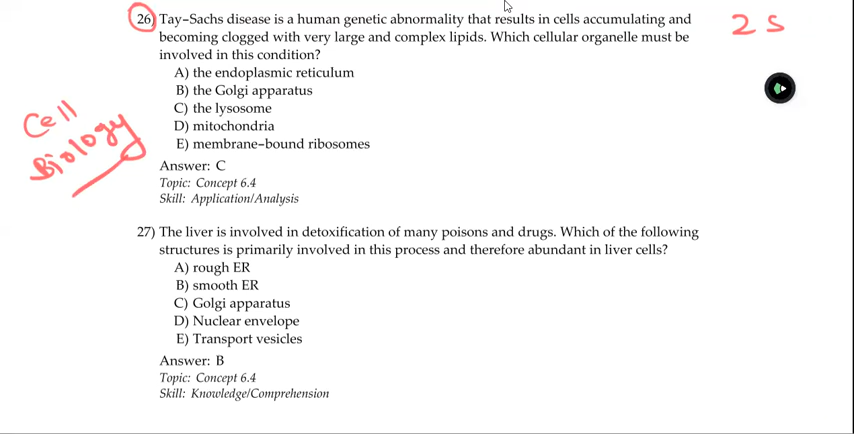 26) Tay-Sachs disease is a human genetic abnormality that results in cells accumulating and
becoming clogged with very large and complex lipids. Which cellular organelle must be
involved in this condition?
A) the endoplasmic reticulum
B) the Golgi apparatus
C) the lysosome
D) mitochondria
E) membrane-bound ribosomes
Answer: C
Topic: Concept 6.4
Skill: Application/Analysis
2 S
Cell
Biology
27) The liver is involved in detoxification of many poisons and drugs. Which of the following
structures is primarily involved in this process and therefore abundant in liver cells?
A) rough ER
B) smooth ER
C) Golgi apparatus
D) Nuclear envelope
E) Transport vesicles
Answer: B
Topic: Concept 6.4
Skill: Knowledge/Comprehension